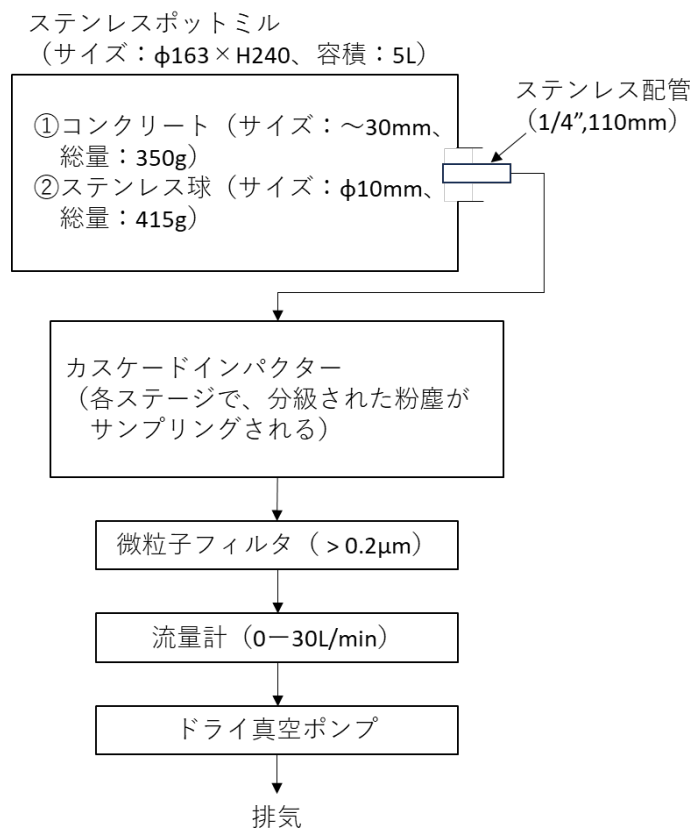 ステンレスポットミル
（サイズ：φ163×H240、容積：5L）
ステンレス配管
（1/4”,110mm）
①コンクリート（サイズ：～30mm、
総量：350g）
②ステンレス球（サイズ：φ10mm、
総量：415g）
カスケードインパクター
（各ステージで、分級された粉塵が
サンプリングされる）
微粒子フィルタ（ > 0.2μm）
流量計（0－30L/min）
ドライ真空ポンプ
排気